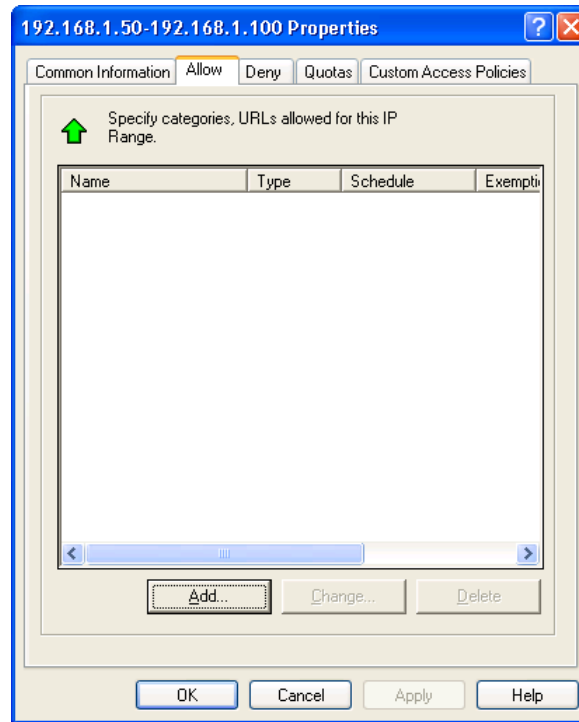 192.168.1.50-192.168.1.100 Properties
Common Information Allow Deny Quotas Custom Access Policies
Specify categories, URLs allowed for this IP
Range.
Name Type Schedule Exempti
Add... Change... Delete
OK Cancel Apply Help